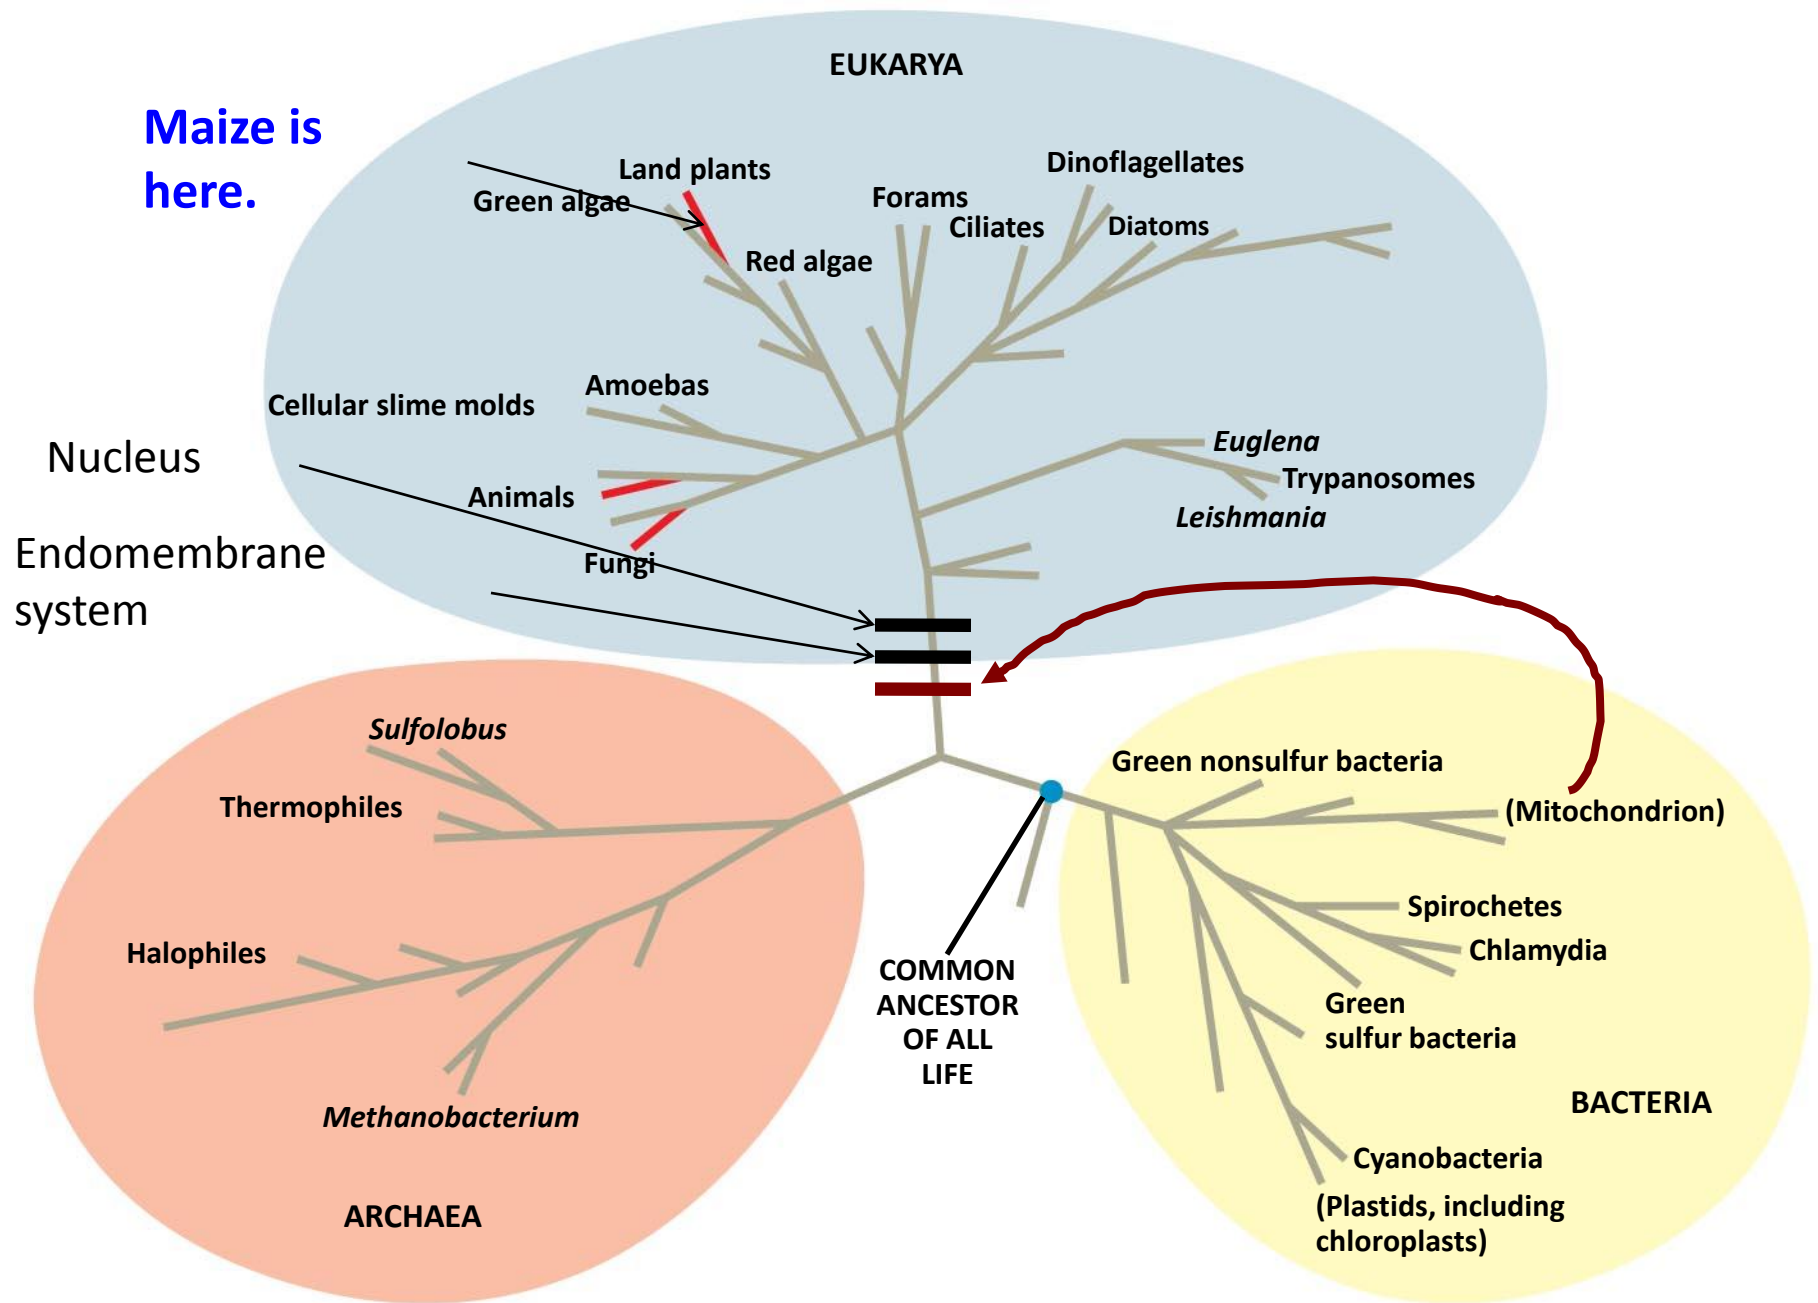 EUKARYA
Maize is
here.
Land plants
Green algae
Dinoflagellates
Forams
Ciliates
Diatoms
Red algae
Amoebas
Cellular slime molds
Nucleus
Euglena
Trypanosomes
Leishmania
Animals
Fungi
Endomembrane
system
Sulfolobus
Thermophiles
Halophiles
Methanobacterium
ARCHAEA
COMMON
ANCESTOR
OF ALL
LIFE
Green nonsulfur bacteria
(Mitochondrion)
Spirochetes
Chlamydia
Green
sulfur bacteria
BACTERIA
Cyanobacteria
(Plastids, including
chloroplasts)